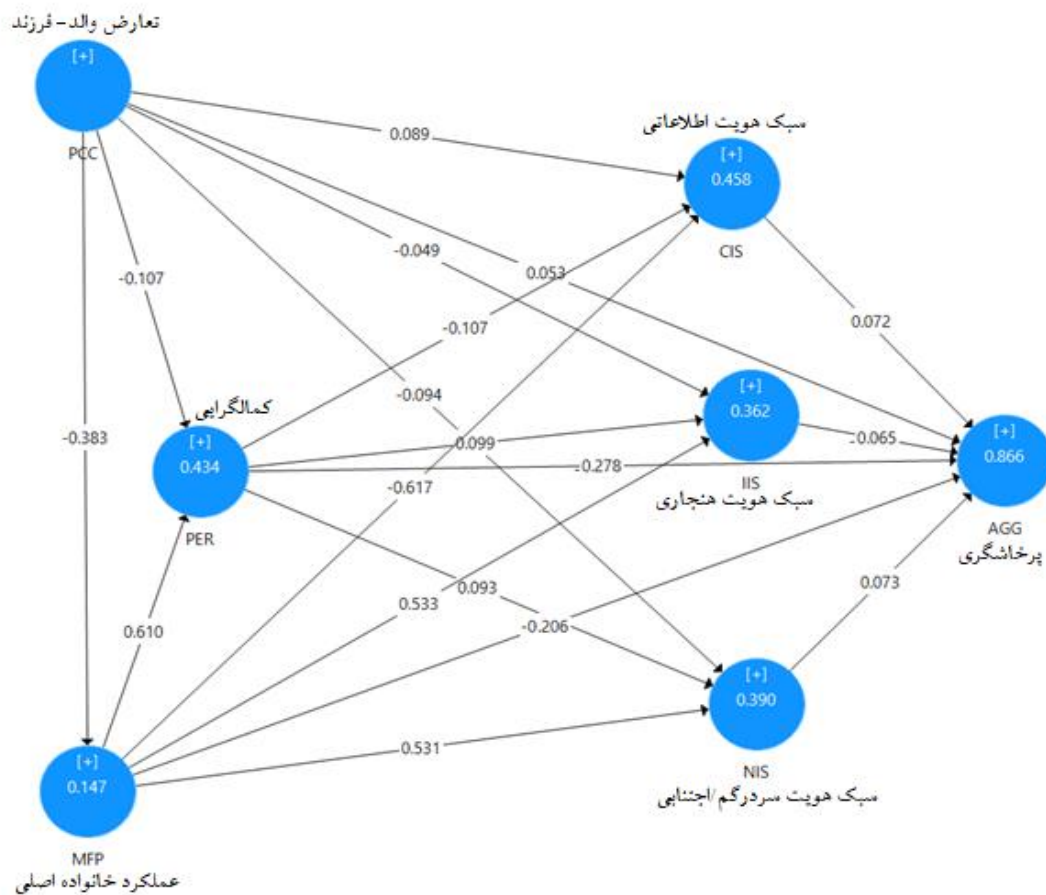 تعارض والد-فرزند
[+]
PCC
0.089
سبک هویت اطلاعاتی
[+]
0.458
CIS
-0.107
-0.049
0.053
0.072
-0.107
-0.383
-0.094
کمالگرایی
[+]
0.434
PER
0.099
-0.278
[+]
0.362
IIS
سبک هویت هنجاری
-0.065
[+]
0.866
AGG
پرخاشگری
-0.617
0.093
0.533
0.610
-0.206
0.073
[+]
0.390
NIS
سبک هویت سردرگم/اجتنابی
0.531
[+]
0.147
MFP
عملکرد خانواده اصلی